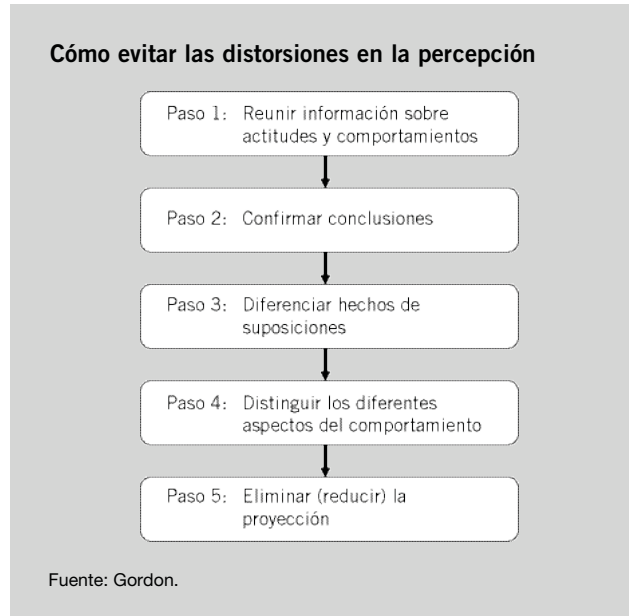 Cómo evitar las distorsiones en la percepción
Paso 1: Reunir información sobre
actitudes y comportamientos
Paso 2: Confirmar conclusiones
Paso 3: Diferenciar hechos de
suposiciones
Paso 4: Distinguir los diferentes
aspectos del comportamiento
Paso 5: Eliminar (reducir) la
proyección
Fuente: Gordon.